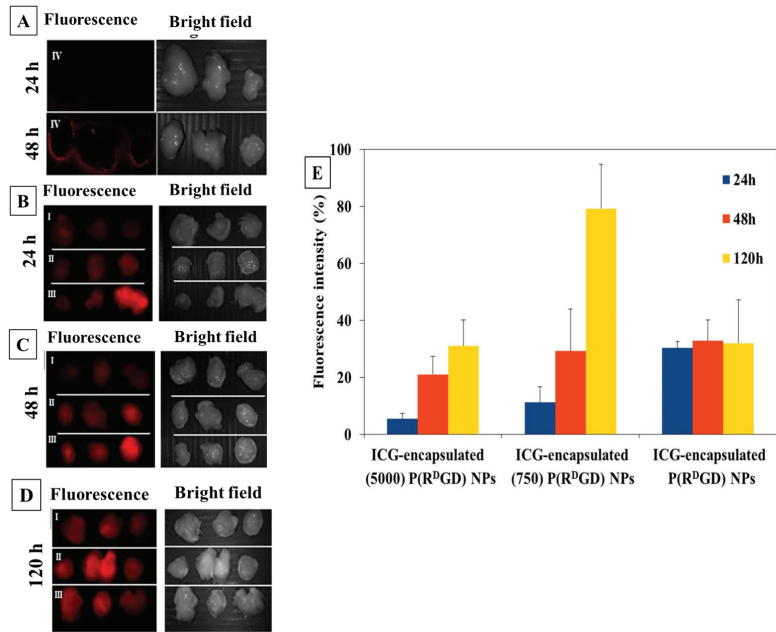 A
Fluorescence
Bright field
24 h
IV
48 h
IV
Fluorescence
Bright field
B
24 h
I
II
III
Fluorescence
Bright field
C
48 h
I
II
III
Fluorescence
Bright field
D
120 h
I
II
III
E
Fluorescence intensity (%)
100
80
60
40
20
0
24h
48h
120h
ICG-encapsulated
(5000) P(RᴰGD) NPs
ICG-encapsulated
(750) P(RᴰGD) NPs
ICG-encapsulated
P(RᴰGD) NPs